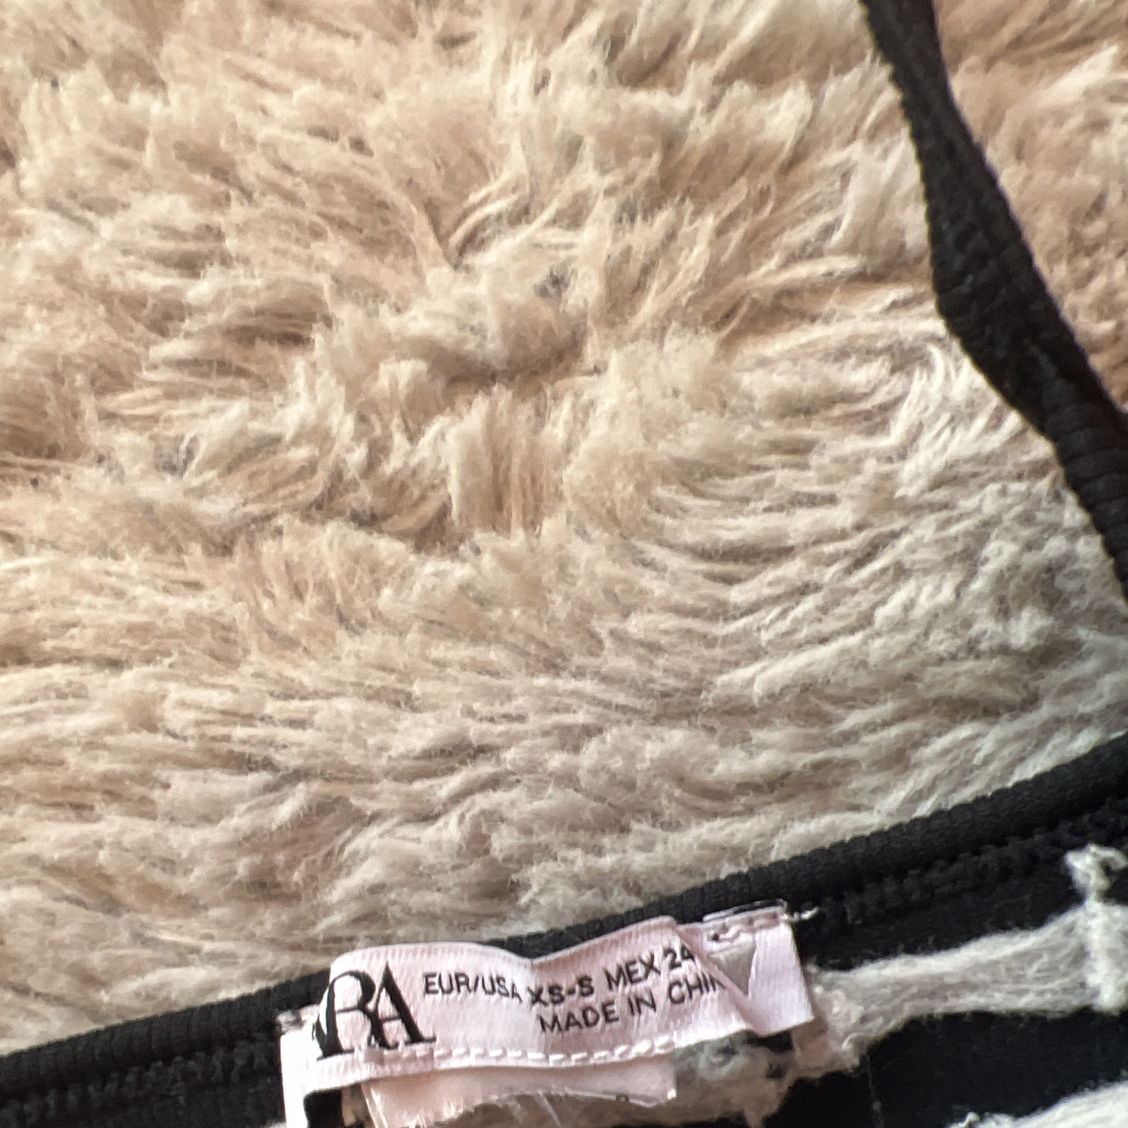 RA
EUR/USA XS-S MEX 24
MADE IN CHIN